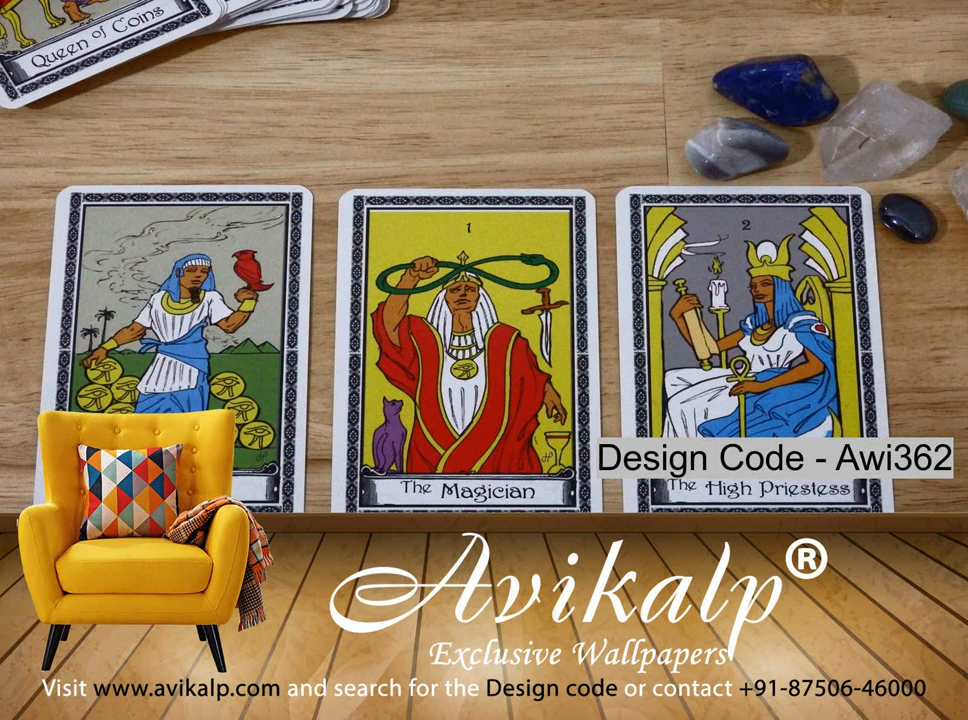 Queen of Coins
1
2
Design Code - Awi362
The Magician
The High Priestess
Avikalp®
Exclusive Wallpapers
Visit www.avikalp.com and search for the Design code or contact +91-87506-46000